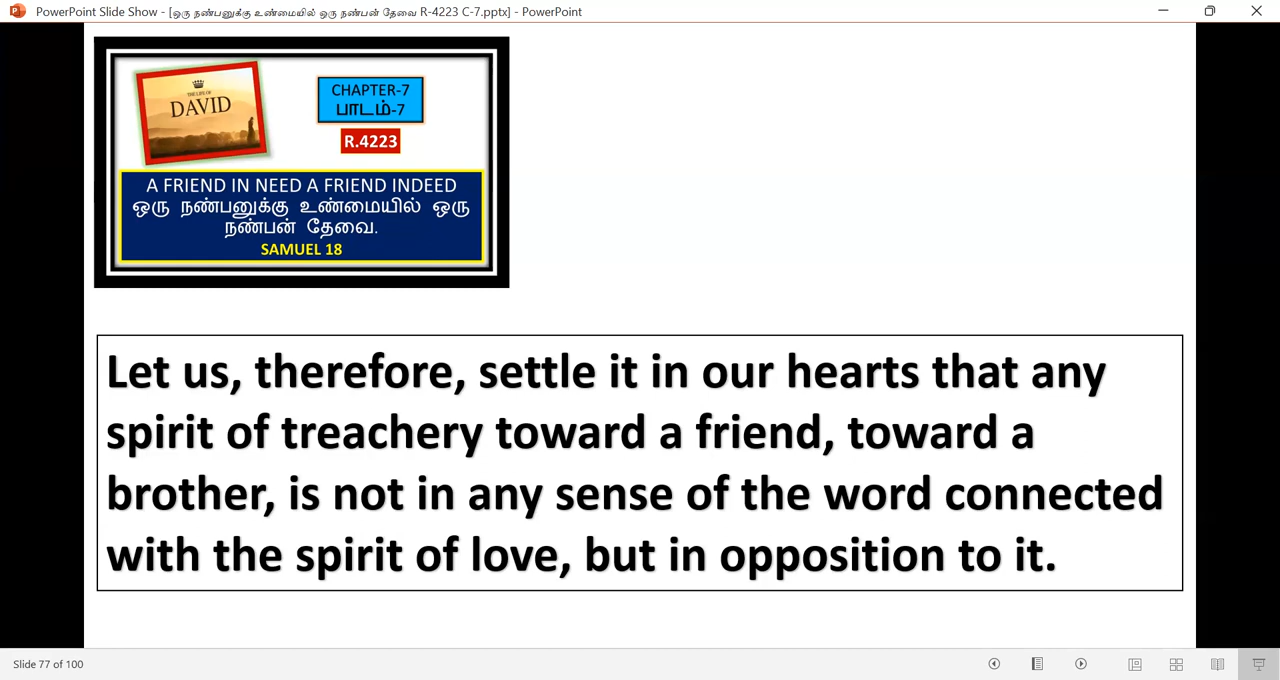 PowerPoint Slide Show - [ஒரு நண்பனுக்கு உண்மையில் ஒரு நண்பன் தேவை R-4223 C-7.pptx] - PowerPoint
THE LIFE OF
DAVID
CHAPTER-7
பாடம்-7
R.4223
A FRIEND IN NEED A FRIEND INDEED
ஒரு நண்பனுக்கு உண்மையில் ஒரு
நண்பன் தேவை.
SAMUEL 18
Let us, therefore, settle it in our hearts that any
spirit of treachery toward a friend, toward a
brother, is not in any sense of the word connected
with the spirit of love, but in opposition to it.
Slide 77 of 100